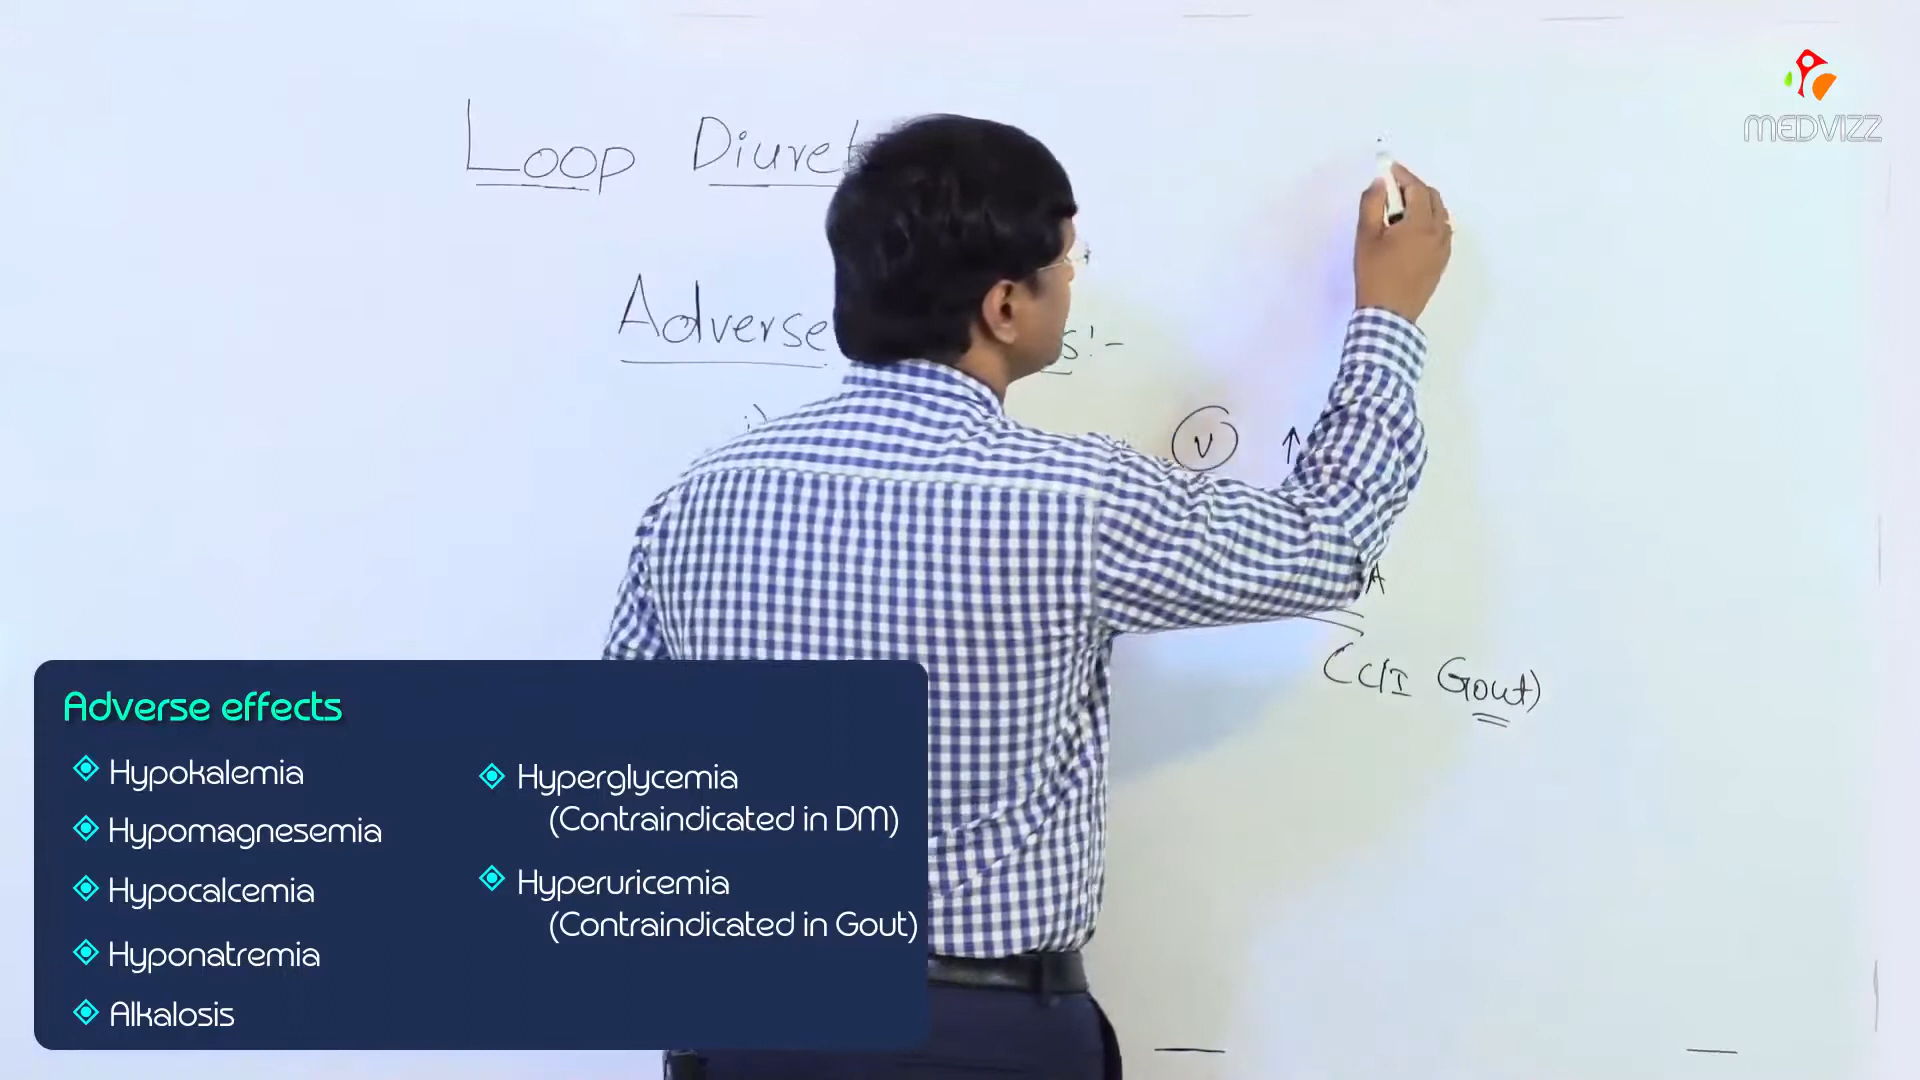 MEDVIZZ
Loop Diuret
Adverse s:-
i)
V ↑
A
(C/I Gout)
Adverse effects
Hypokalemia
Hypomagnesemia
Hypocalcemia
Hyponatremia
Alkalosis
Hyperglycemia
(Contraindicated in DM)
Hyperuricemia
(Contraindicated in Gout)